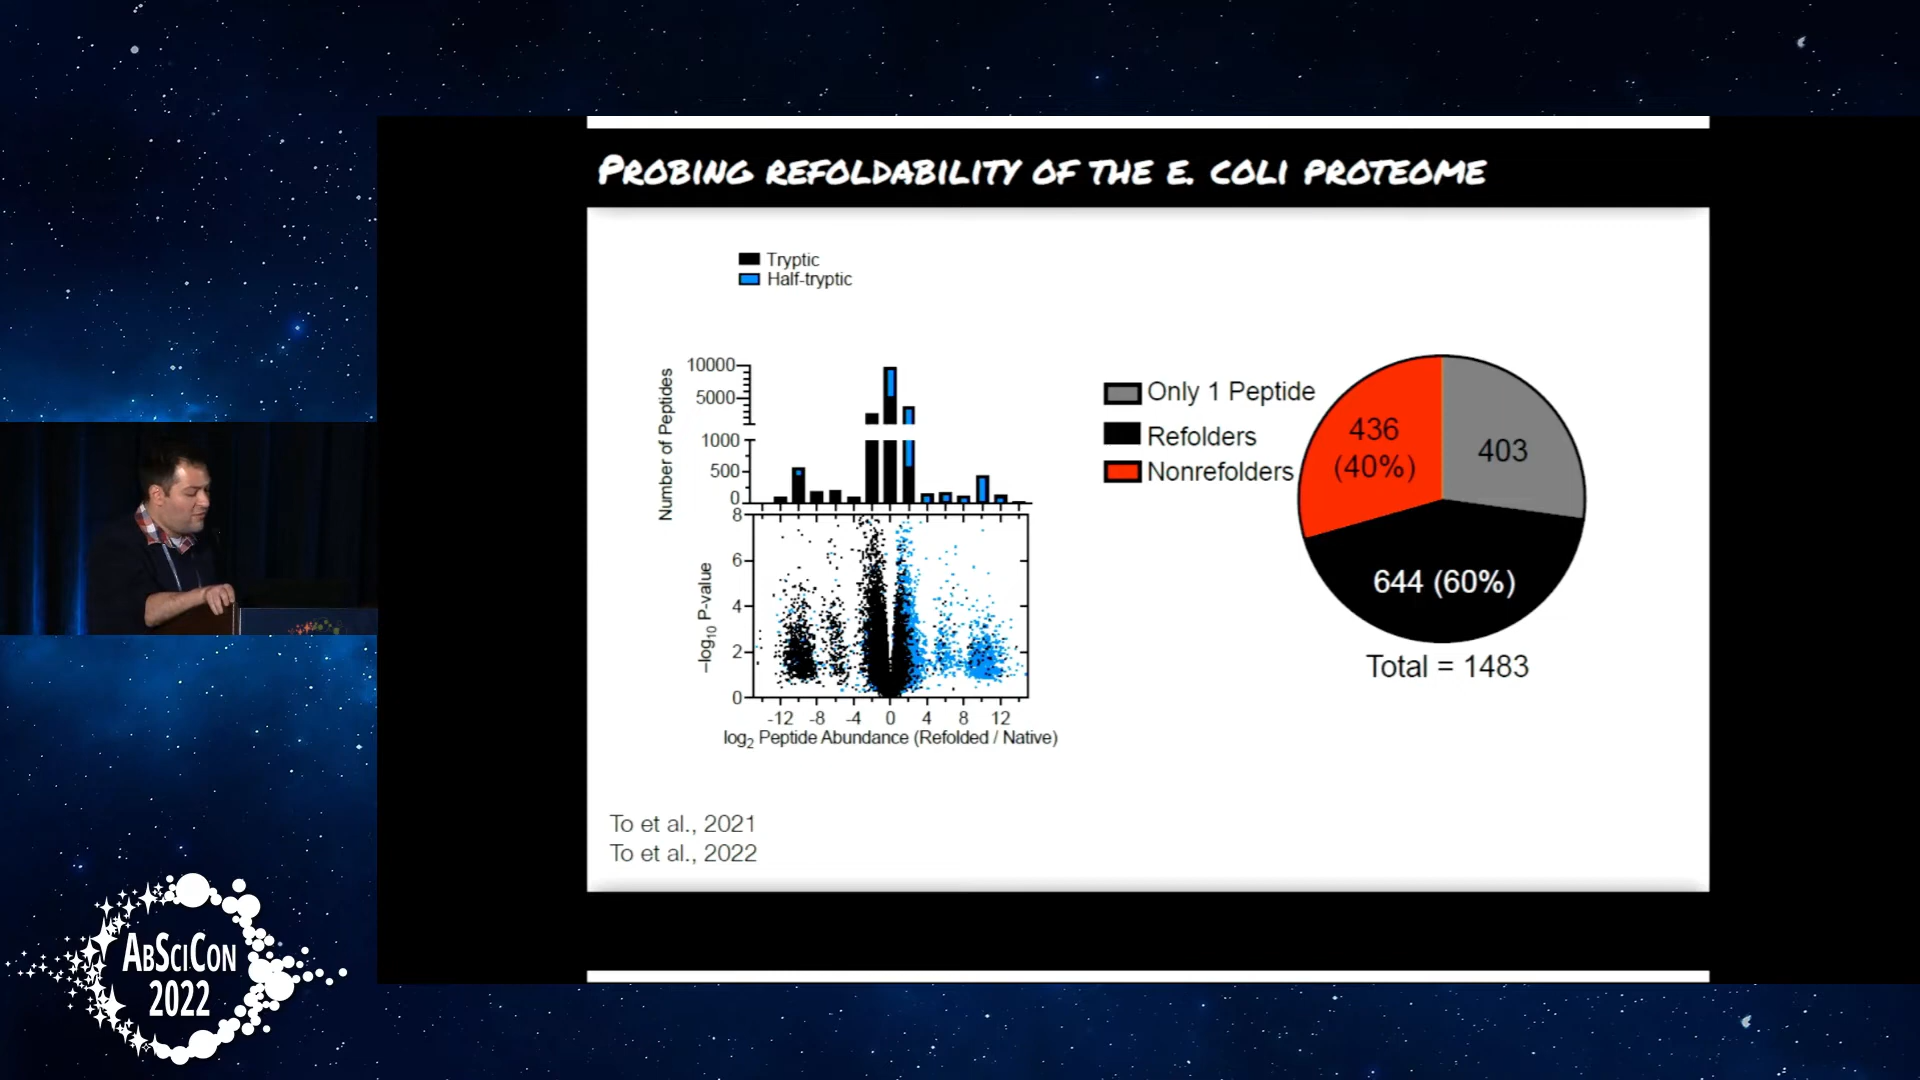 PROBING REFOLDABILITY OF THE E. COLI PROTEOME
Tryptic
Half-tryptic
Number of Peptides
10000
5000
1000
500
0
–log10 P-value
8
6
4
2
0
-12 -8 -4 0 4 8 12
log2 Peptide Abundance (Refolded / Native)
Only 1 Peptide
Refolders
Nonrefolders
436
(40%)
403
644 (60%)
Total = 1483
To et al., 2021
To et al., 2022
ABSCICON
2022